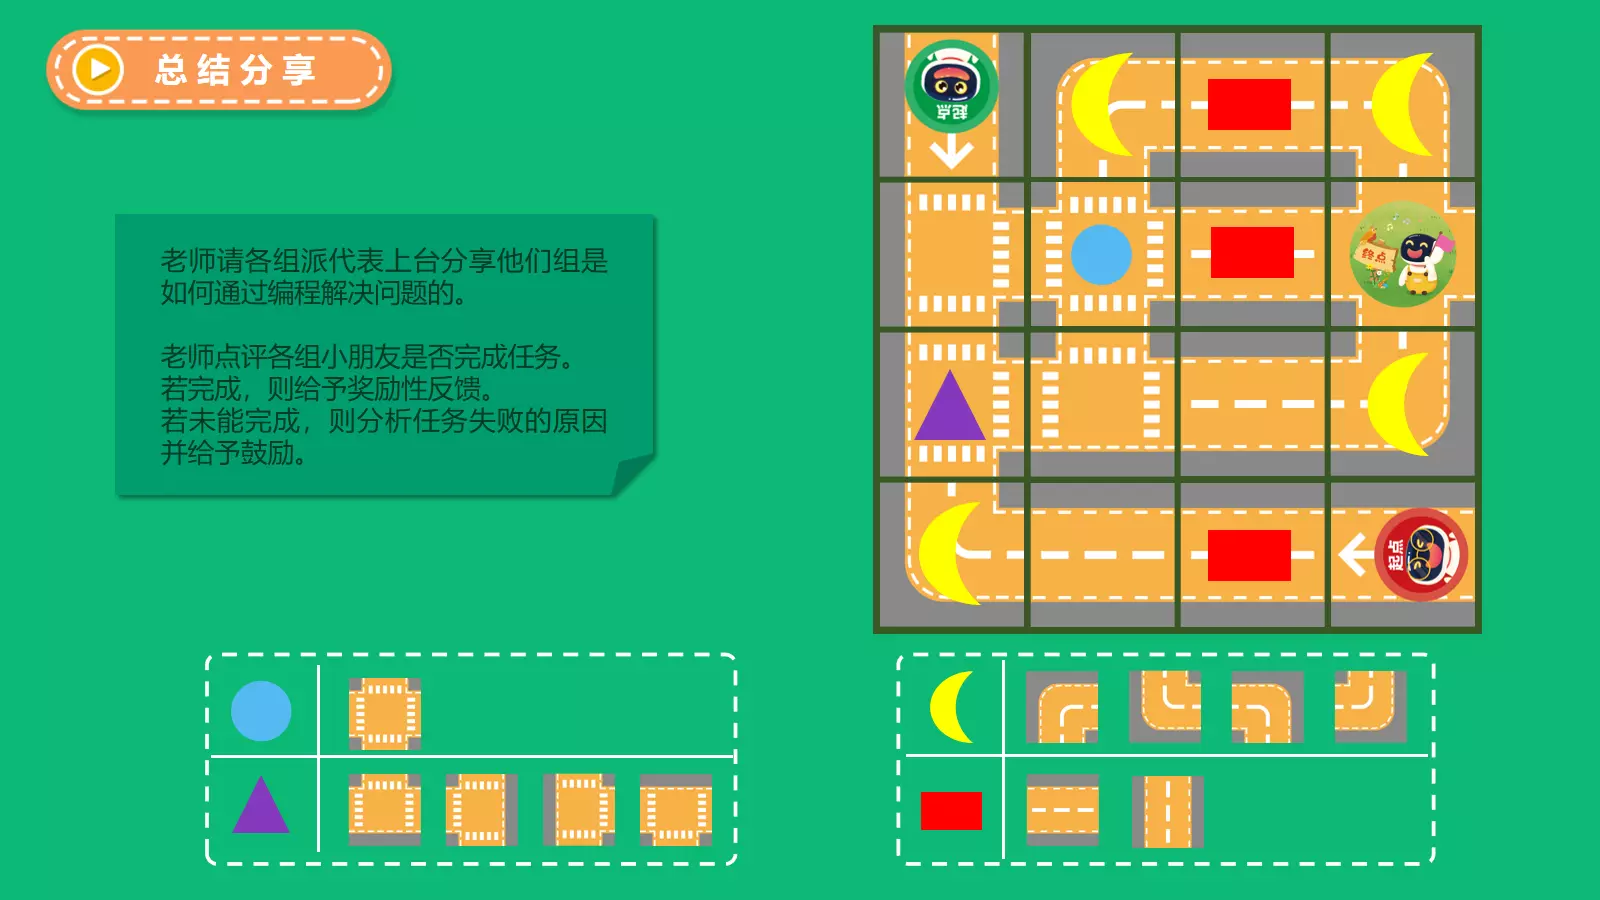 总结分享
老师请各组派代表上台分享他们组是
如何通过编程解决问题的。
老师点评各组小朋友是否完成任务。
若完成，则给予奖励性反馈。
若未能完成，则分析任务失败的原因
并给予鼓励。
起点
终点
起点